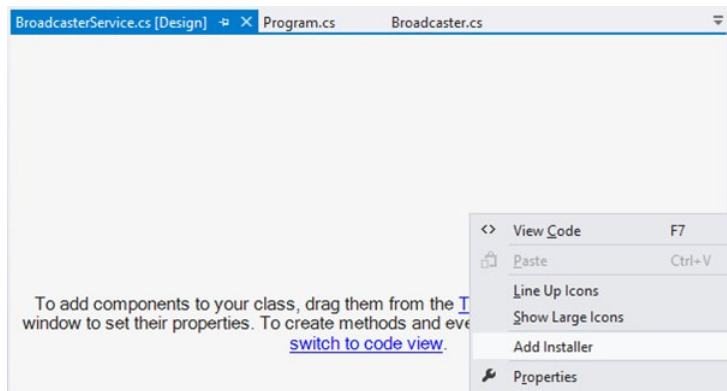 BroadcasterService.cs [Design] Program.cs Broadcaster.cs
View Code F7
Paste Ctrl+V
Line Up Icons
Show Large Icons
Add Installer
Properties
To add components to your class, drag them from the
window to set their properties. To create methods and
switch to code view.